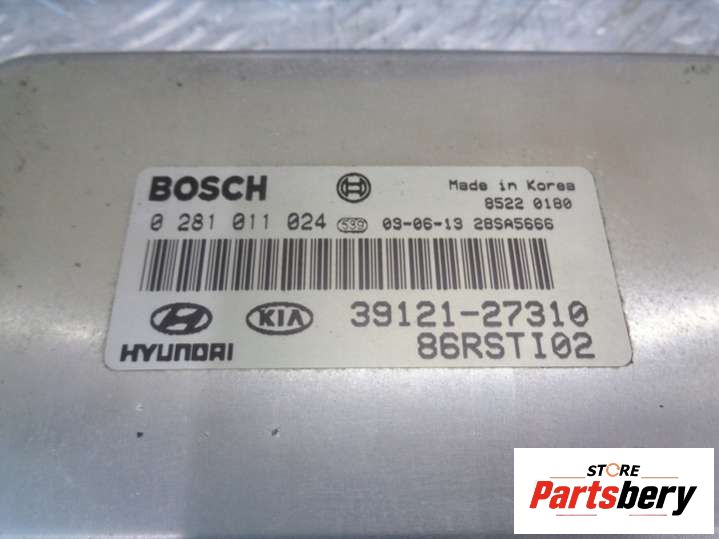 BOSCH
Made in Korea
8522 0180
0 281 011 024 539 09-06-13 28SA5666
KIA 39121-27310
HYUNDAI 86RSTI02
STORE
Partsbery